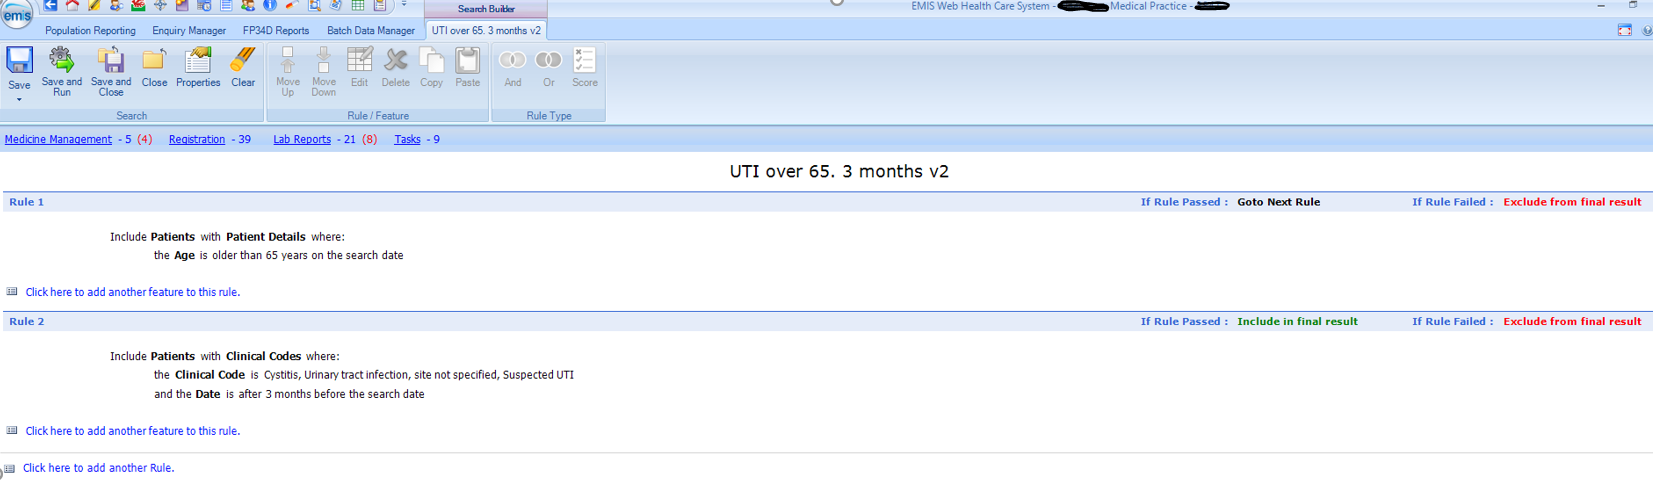 emis
Search Builder
EMIS Web Health Care System - Medical Practice -
Population Reporting Enquiry Manager FP34D Reports Batch Data Manager UTI over 65. 3 months v2
Save Save and Run Save and Close Close Properties Clear Move Up Move Down Edit Delete Copy Paste And Or Score
Search Rule / Feature Rule Type
Medicine Management - 5 (4) Registration - 39 Lab Reports - 21 (8) Tasks - 9
UTI over 65. 3 months v2
Rule 1 If Rule Passed : Goto Next Rule If Rule Failed : Exclude from final result
Include Patients with Patient Details where:
the Age is older than 65 years on the search date
Click here to add another feature to this rule.
Rule 2 If Rule Passed : Include in final result If Rule Failed : Exclude from final result
Include Patients with Clinical Codes where:
the Clinical Code is Cystitis, Urinary tract infection, site not specified, Suspected UTI
and the Date is after 3 months before the search date
Click here to add another feature to this rule.
Click here to add another Rule.